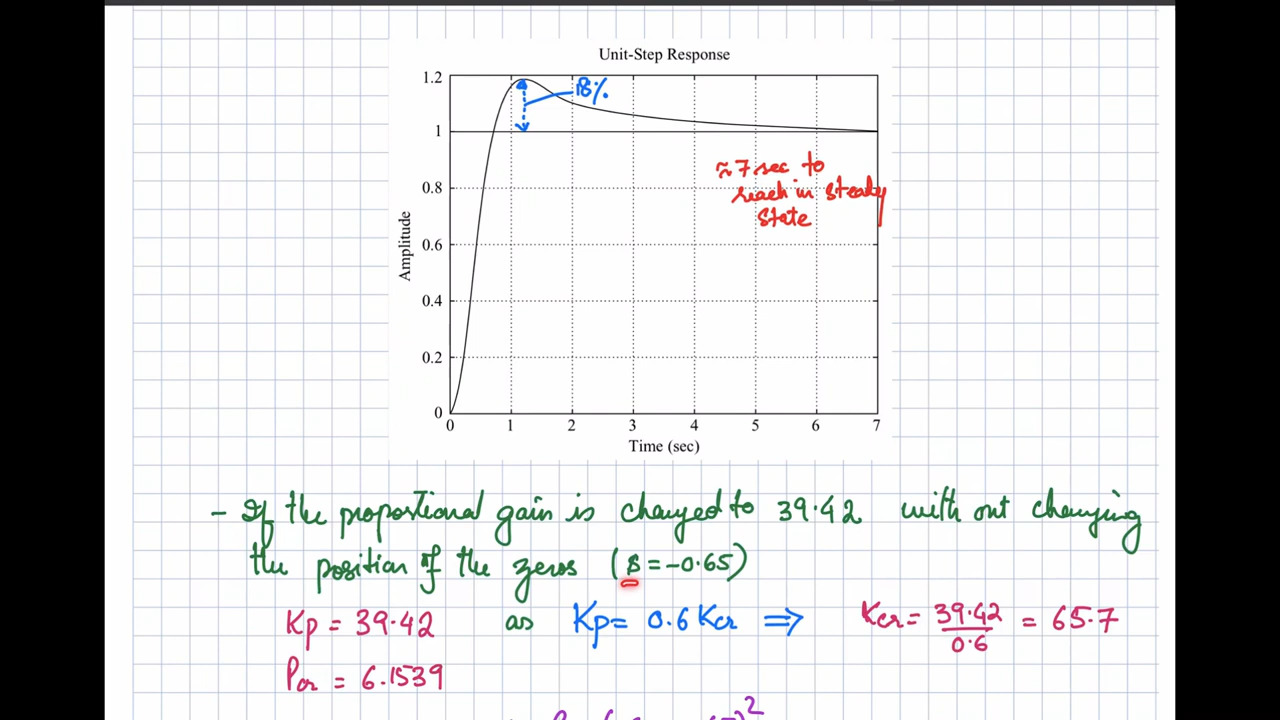 Unit-Step Response
1.2
18%
1
≈7 sec to
reach in steady
state
0.8
0.6
0.4
0.2
0
Amplitude
0 1 2 3 4 5 6 7
Time (sec)
- If the proportional gain is changed to 39.42 with out changing
the position of the zeros (s = -0.65)
Kp = 39.42 as Kp = 0.6 Kcr ⇒ Kcr = 39.42/0.6 = 65.7
Pcr = 6.1539